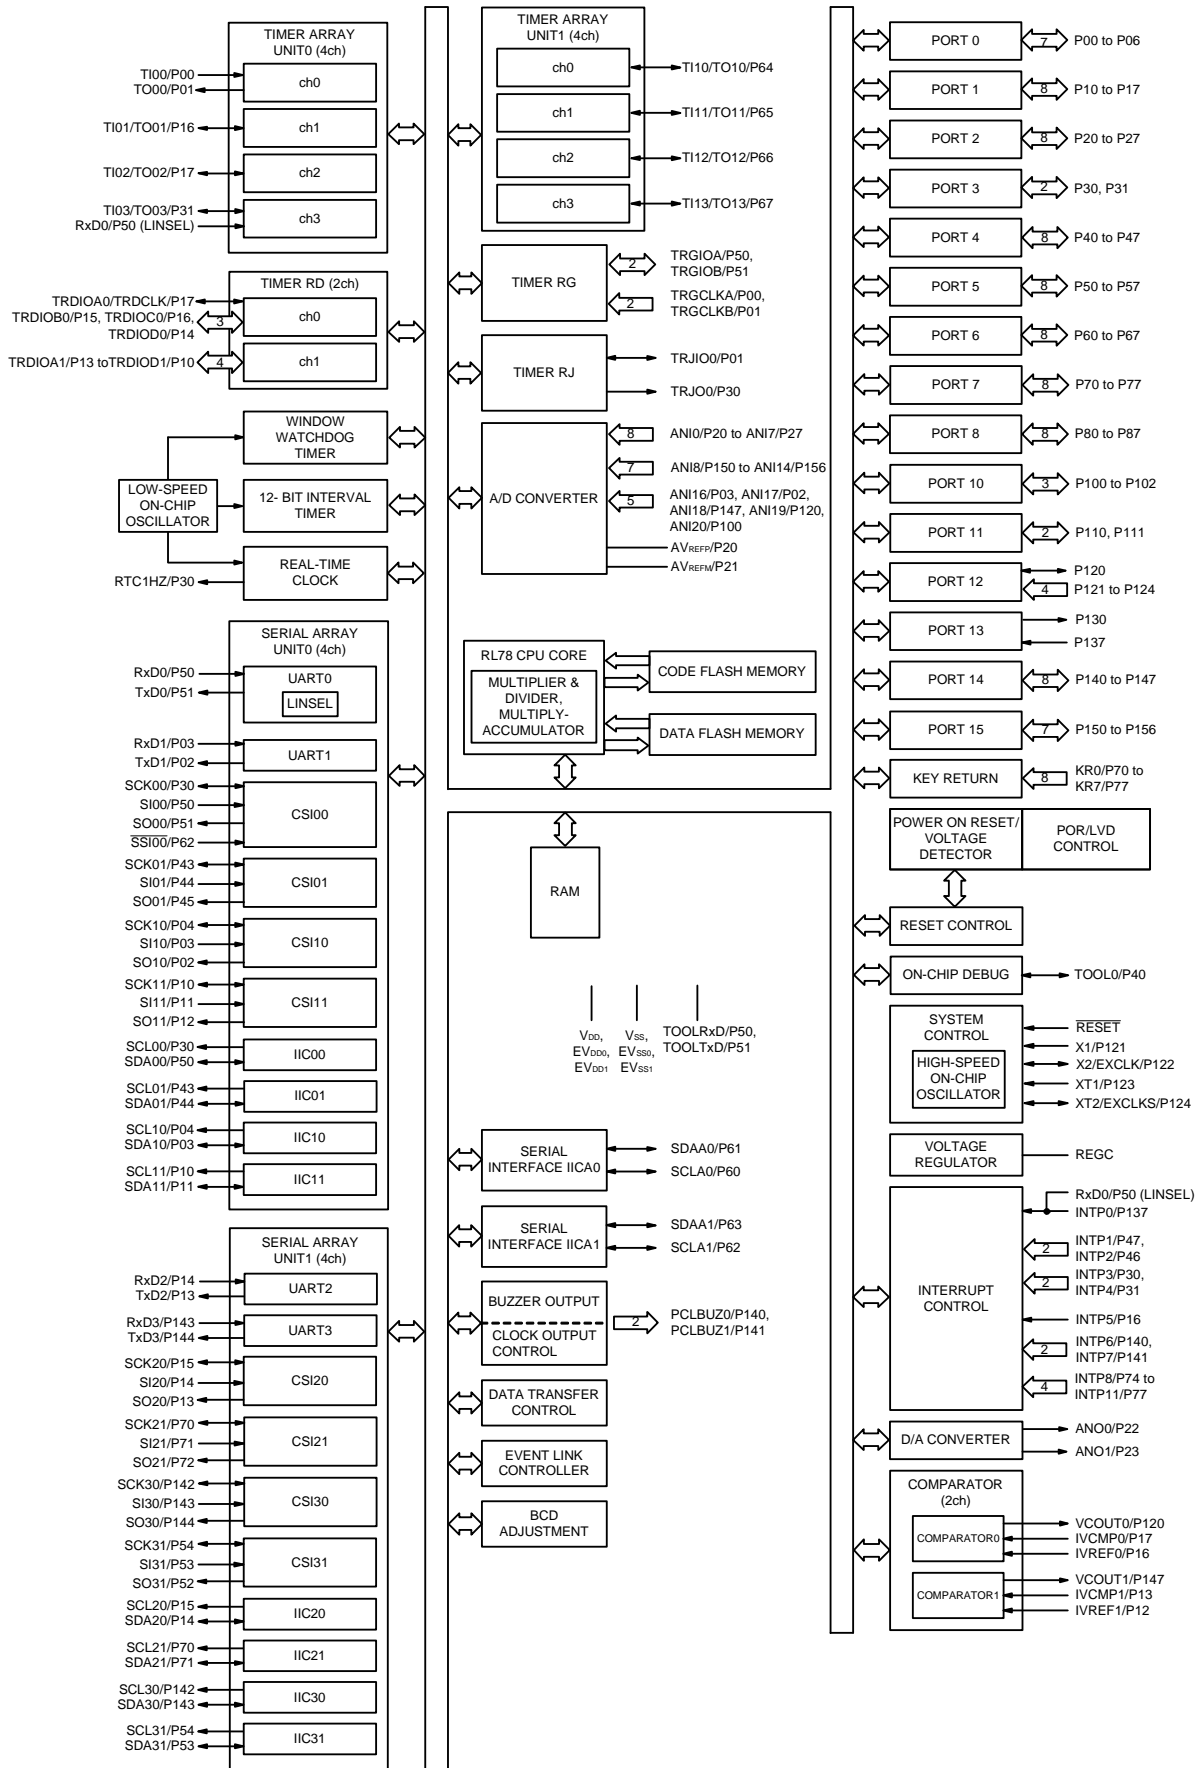 TIMER ARRAY
UNIT0 (4ch)
TI00/P00
TO00/P01
ch0
TI01/TO01/P16
ch1
TI02/TO02/P17
ch2
TI03/TO03/P31
RxD0/P50 (LINSEL)
ch3
TIMER RD (2ch)
TRDIOA0/TRDCLK/P17
TRDIOB0/P15, TRDIOC0/P16,
TRDIOD0/P14
3
ch0
TRDIOA1/P13 toTRDIOD1/P10
4
ch1
WINDOW
WATCHDOG
TIMER
LOW-SPEED
ON-CHIP
OSCILLATOR
12- BIT INTERVAL
TIMER
RTC1HZ/P30
REAL-TIME
CLOCK
SERIAL ARRAY
UNIT0 (4ch)
RxD0/P50
TxD0/P51
UART0
LINSEL
RxD1/P03
TxD1/P02
UART1
SCK00/P30
SI00/P50
SO00/P51
SSI00/P62
CSI00
SCK01/P43
SI01/P44
SO01/P45
CSI01
SCK10/P04
SI10/P03
SO10/P02
CSI10
SCK11/P10
SI11/P11
SO11/P12
CSI11
SCL00/P30
SDA00/P50
IIC00
SCL01/P43
SDA01/P44
IIC01
SCL10/P04
SDA10/P03
IIC10
SCL11/P10
SDA11/P11
IIC11
SERIAL ARRAY
UNIT1 (4ch)
RxD2/P14
TxD2/P13
UART2
RxD3/P143
TxD3/P144
UART3
SCK20/P15
SI20/P14
SO20/P13
CSI20
SCK21/P70
SI21/P71
SO21/P72
CSI21
SCK30/P142
SI30/P143
SO30/P144
CSI30
SCK31/P54
SI31/P53
SO31/P52
CSI31
SCL20/P15
SDA20/P14
IIC20
SCL21/P70
SDA21/P71
IIC21
SCL30/P142
SDA30/P143
IIC30
SCL31/P54
SDA31/P53
IIC31
TIMER ARRAY
UNIT1 (4ch)
ch0
TI10/TO10/P64
ch1
TI11/TO11/P65
ch2
TI12/TO12/P66
ch3
TI13/TO13/P67
TIMER RG
2
TRGIOA/P50,
TRGIOB/P51
2
TRGCLKA/P00,
TRGCLKB/P01
TIMER RJ
TRJIO0/P01
TRJO0/P30
A/D CONVERTER
8
ANI0/P20 to ANI7/P27
7
ANI8/P150 to ANI14/P156
5
ANI16/P03, ANI17/P02,
ANI18/P147, ANI19/P120,
ANI20/P100
AVREFP/P20
AVREFM/P21
RL78 CPU CORE
MULTIPLIER &
DIVIDER,
MULTIPLY-
ACCUMULATOR
CODE FLASH MEMORY
DATA FLASH MEMORY
RAM
VDD,
EVDD0,
EVDD1
VSS,
EVSS0,
EVSS1
TOOLRxD/P50,
TOOLTxD/P51
SERIAL
INTERFACE IICA0
SDAA0/P61
SCLA0/P60
SERIAL
INTERFACE IICA1
SDAA1/P63
SCLA1/P62
BUZZER OUTPUT
CLOCK OUTPUT
CONTROL
2
PCLBUZ0/P140,
PCLBUZ1/P141
DATA TRANSFER
CONTROL
EVENT LINK
CONTROLLER
BCD
ADJUSTMENT
PORT 0
7
P00 to P06
PORT 1
8
P10 to P17
PORT 2
8
P20 to P27
PORT 3
2
P30, P31
PORT 4
8
P40 to P47
PORT 5
8
P50 to P57
PORT 6
8
P60 to P67
PORT 7
8
P70 to P77
PORT 8
8
P80 to P87
PORT 10
3
P100 to P102
PORT 11
2
P110, P111
PORT 12
P120
4
P121 to P124
PORT 13
P130
P137
PORT 14
8
P140 to P147
PORT 15
7
P150 to P156
KEY RETURN
8
KR0/P70 to
KR7/P77
POWER ON RESET/
VOLTAGE
DETECTOR
POR/LVD
CONTROL
RESET CONTROL
ON-CHIP DEBUG
TOOL0/P40
SYSTEM
CONTROL
HIGH-SPEED
ON-CHIP
OSCILLATOR
RESET
X1/P121
X2/EXCLK/P122
XT1/P123
XT2/EXCLKS/P124
VOLTAGE
REGULATOR
REGC
INTERRUPT
CONTROL
RxD0/P50 (LINSEL)
INTP0/P137
2
INTP1/P47,
INTP2/P46
2
INTP3/P30,
INTP4/P31
INTP5/P16
2
INTP6/P140,
INTP7/P141
4
INTP8/P74 to
INTP11/P77
D/A CONVERTER
ANO0/P22
ANO1/P23
COMPARATOR
(2ch)
COMPARATOR0
VCOUT0/P120
IVCMP0/P17
IVREF0/P16
COMPARATOR1
VCOUT1/P147
IVCMP1/P13
IVREF1/P12